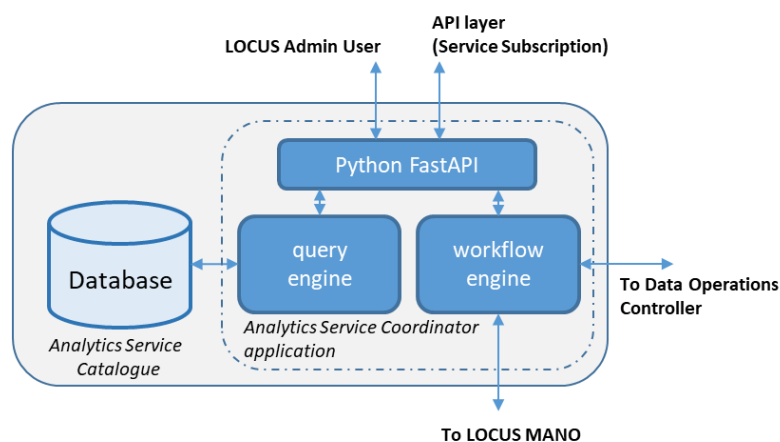 API layer
LOCUS Admin User
(Service Subscription)
Python FastAPI
query
engine
workflow
engine
Database
To Data Operations
Controller
Analytics Service Coordinator
application
Analytics Service
Catalogue
To LOCUS MANO